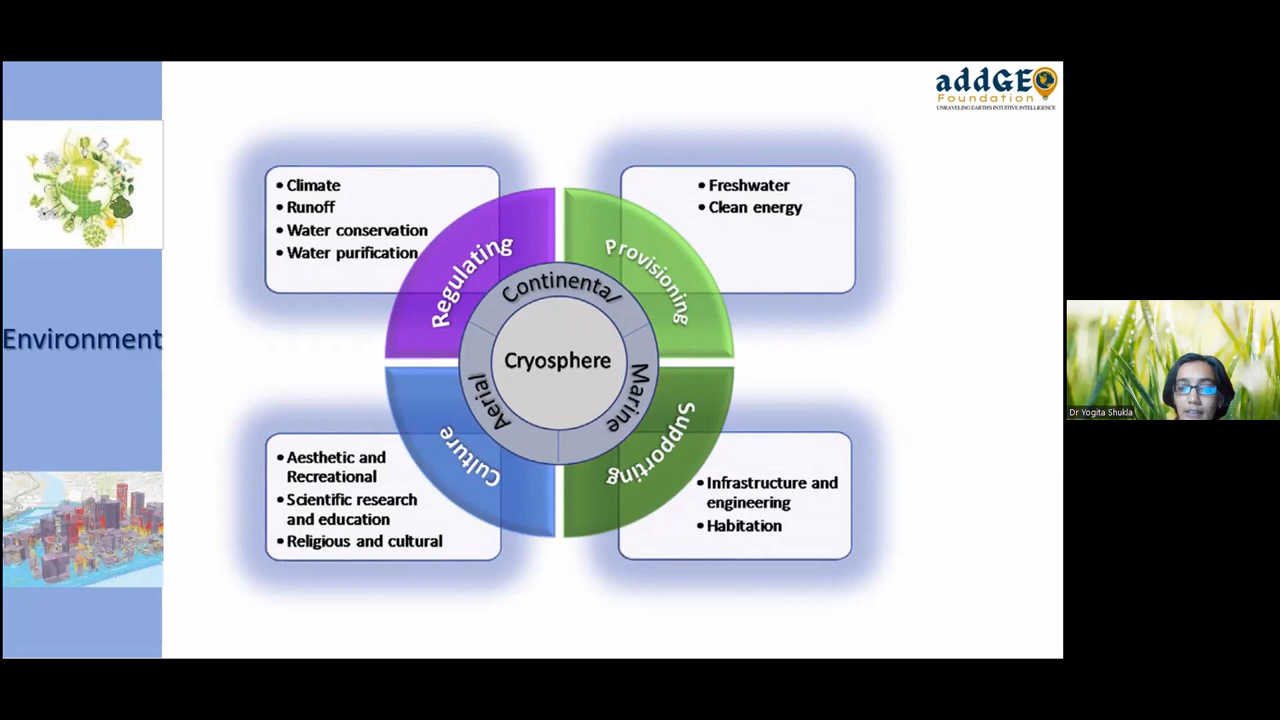 addGEO
Foundation
UNRAVELING EARTH'S INTUITIVE INTELLIGENCE
Environment
• Climate
• Runoff
• Water conservation
• Water purification
• Freshwater
• Clean energy
Regulating
Provisioning
Continental
Cryosphere
Aerial
Marine
Culture
Supporting
• Aesthetic and
Recreational
• Scientific research
and education
• Religious and cultural
• Infrastructure and
engineering
• Habitation
Dr Yogita Shukla